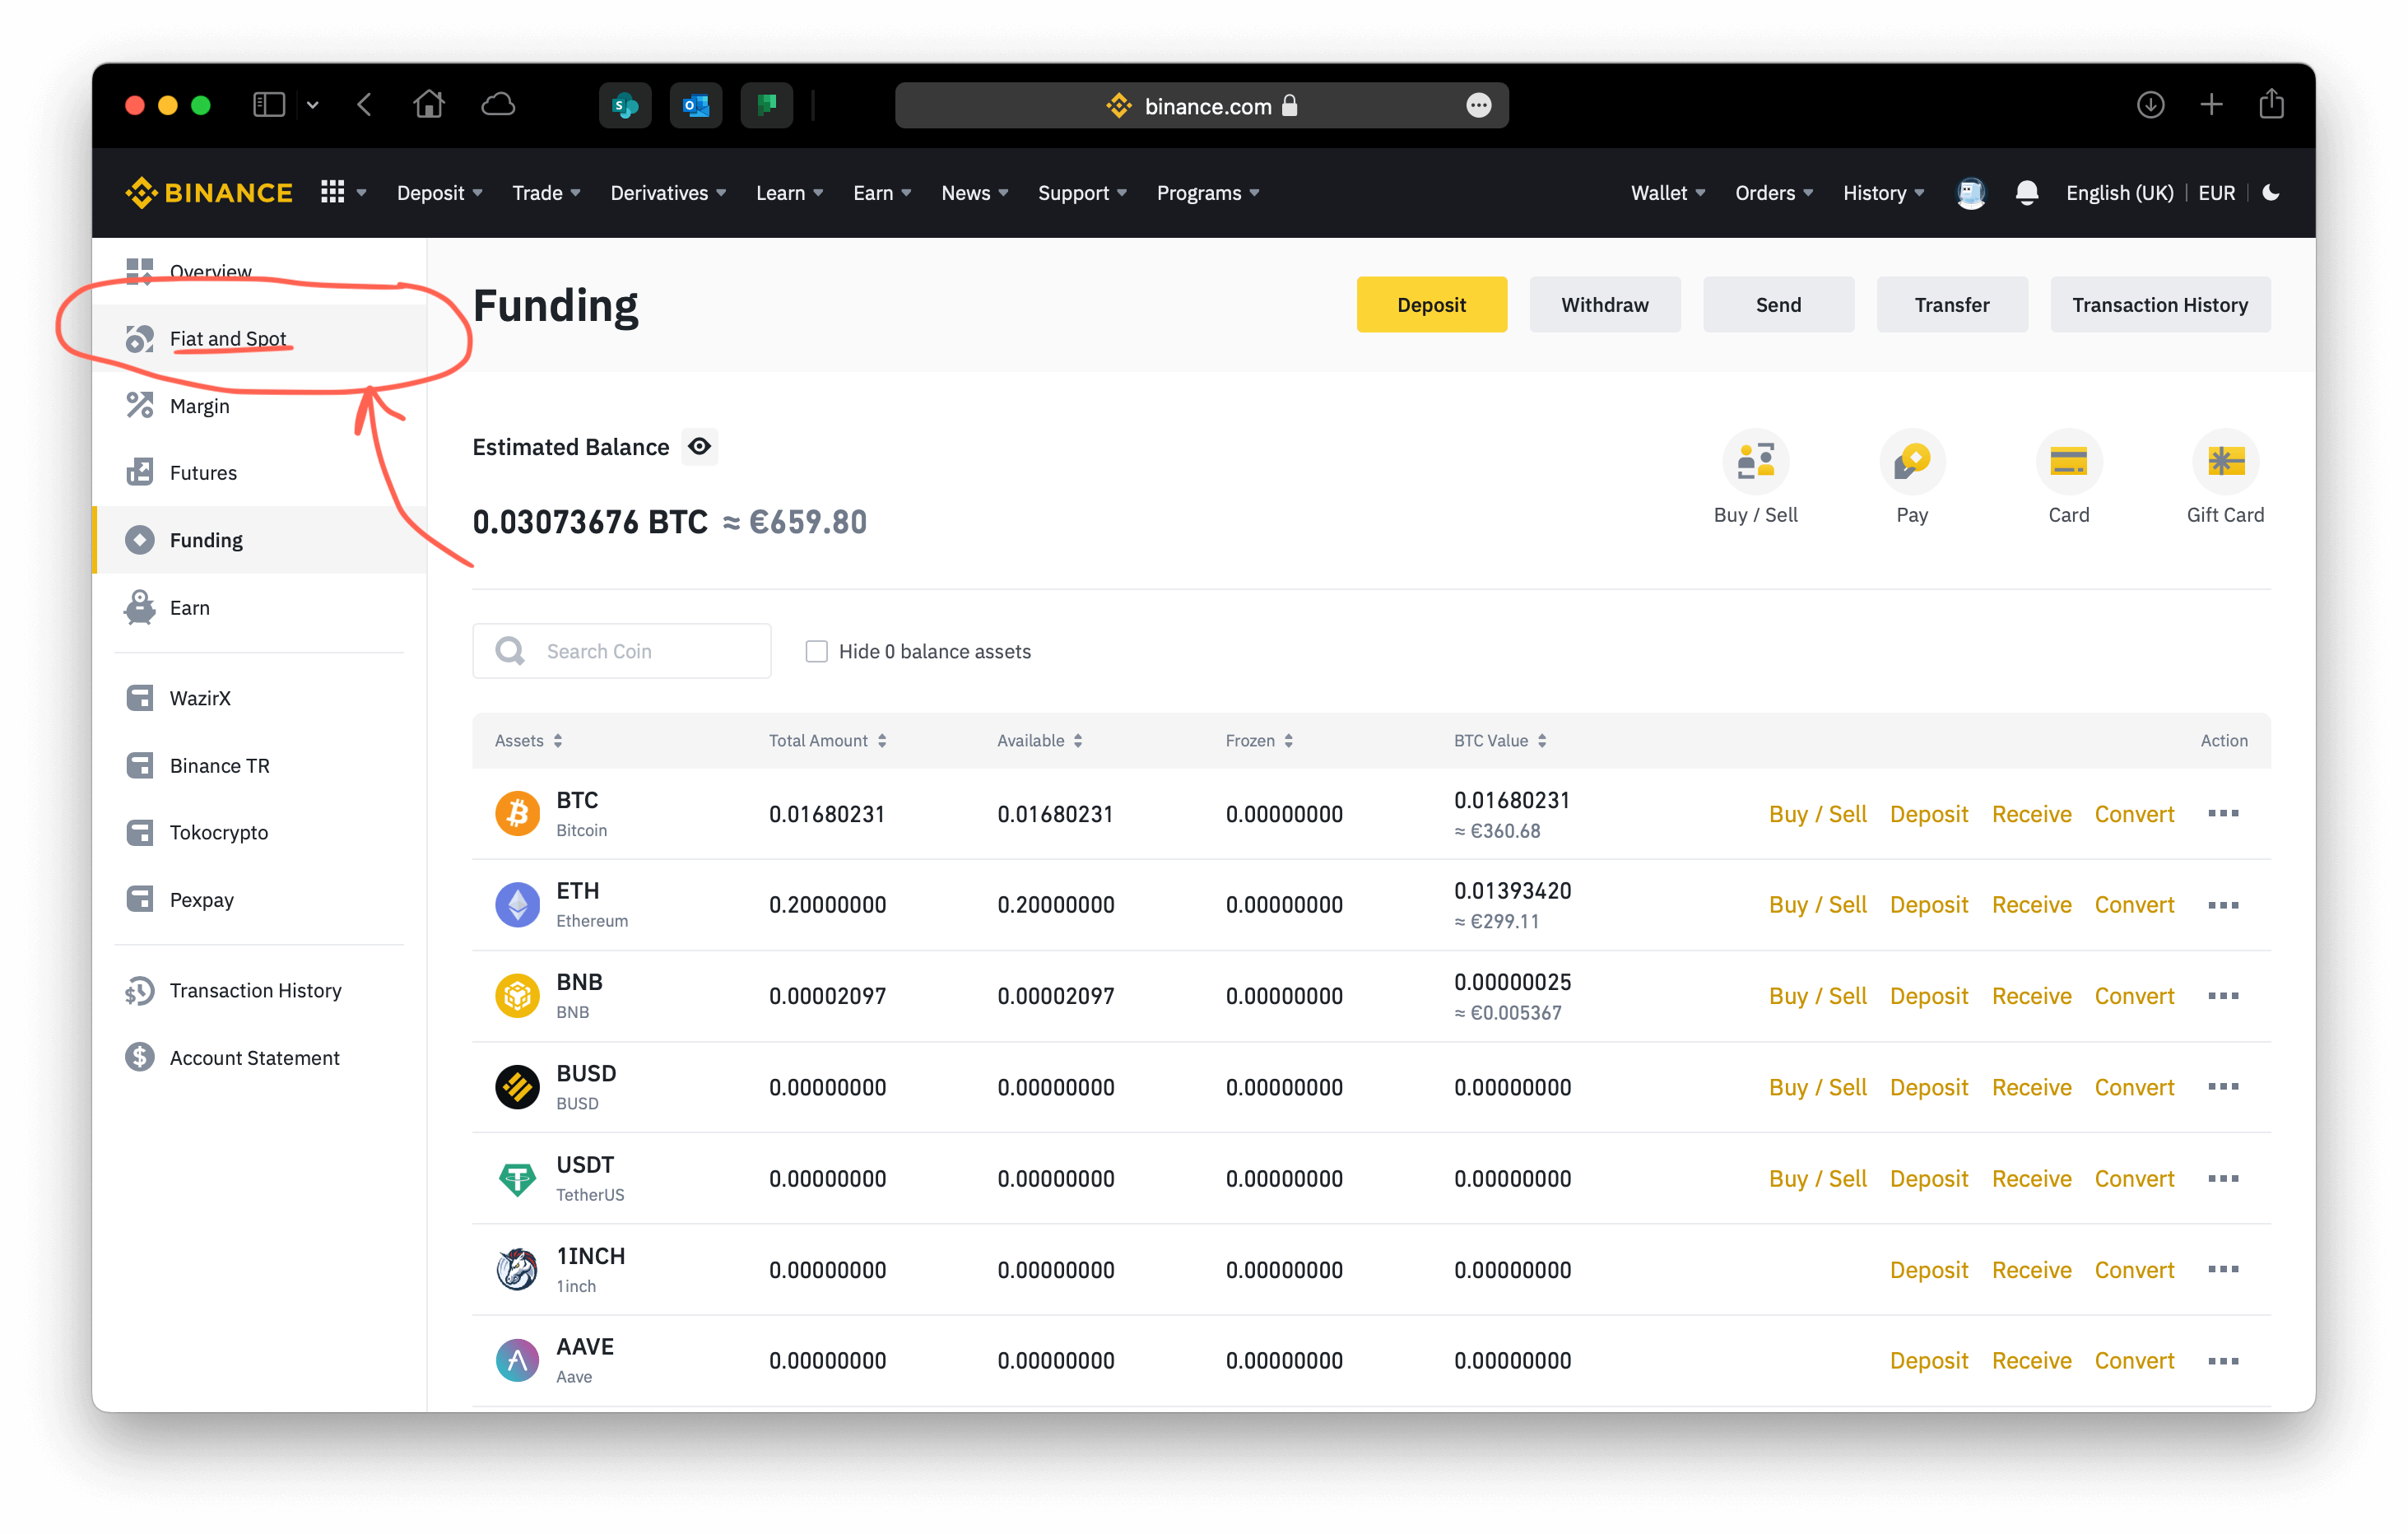 binance.com
BINANCE Deposit Trade Derivatives Learn Earn News Support Programs Wallet Orders History English (UK) EUR
Overview
Fiat and Spot
Margin
Futures
Funding
Earn
WazirX
Binance TR
Tokocrypto
Pexpay
Transaction History
Account Statement
Funding
Deposit Withdraw Send Transfer Transaction History
Estimated Balance
0.03073676 BTC ≈ €659.80
Buy / Sell Pay Card Gift Card
Search Coin Hide 0 balance assets
Assets Total Amount Available Frozen BTC Value Action
BTC
Bitcoin
0.01680231 0.01680231 0.00000000 0.01680231
≈ €360.68
Buy / Sell Deposit Receive Convert
ETH
Ethereum
0.20000000 0.20000000 0.00000000 0.01393420
≈ €299.11
Buy / Sell Deposit Receive Convert
BNB
BNB
0.00002097 0.00002097 0.00000000 0.00000025
≈ €0.005367
Buy / Sell Deposit Receive Convert
BUSD
BUSD
0.00000000 0.00000000 0.00000000 0.00000000
Buy / Sell Deposit Receive Convert
USDT
TetherUS
0.00000000 0.00000000 0.00000000 0.00000000
Buy / Sell Deposit Receive Convert
1INCH
1inch
0.00000000 0.00000000 0.00000000 0.00000000
Deposit Receive Convert
AAVE
Aave
0.00000000 0.00000000 0.00000000 0.00000000
Deposit Receive Convert